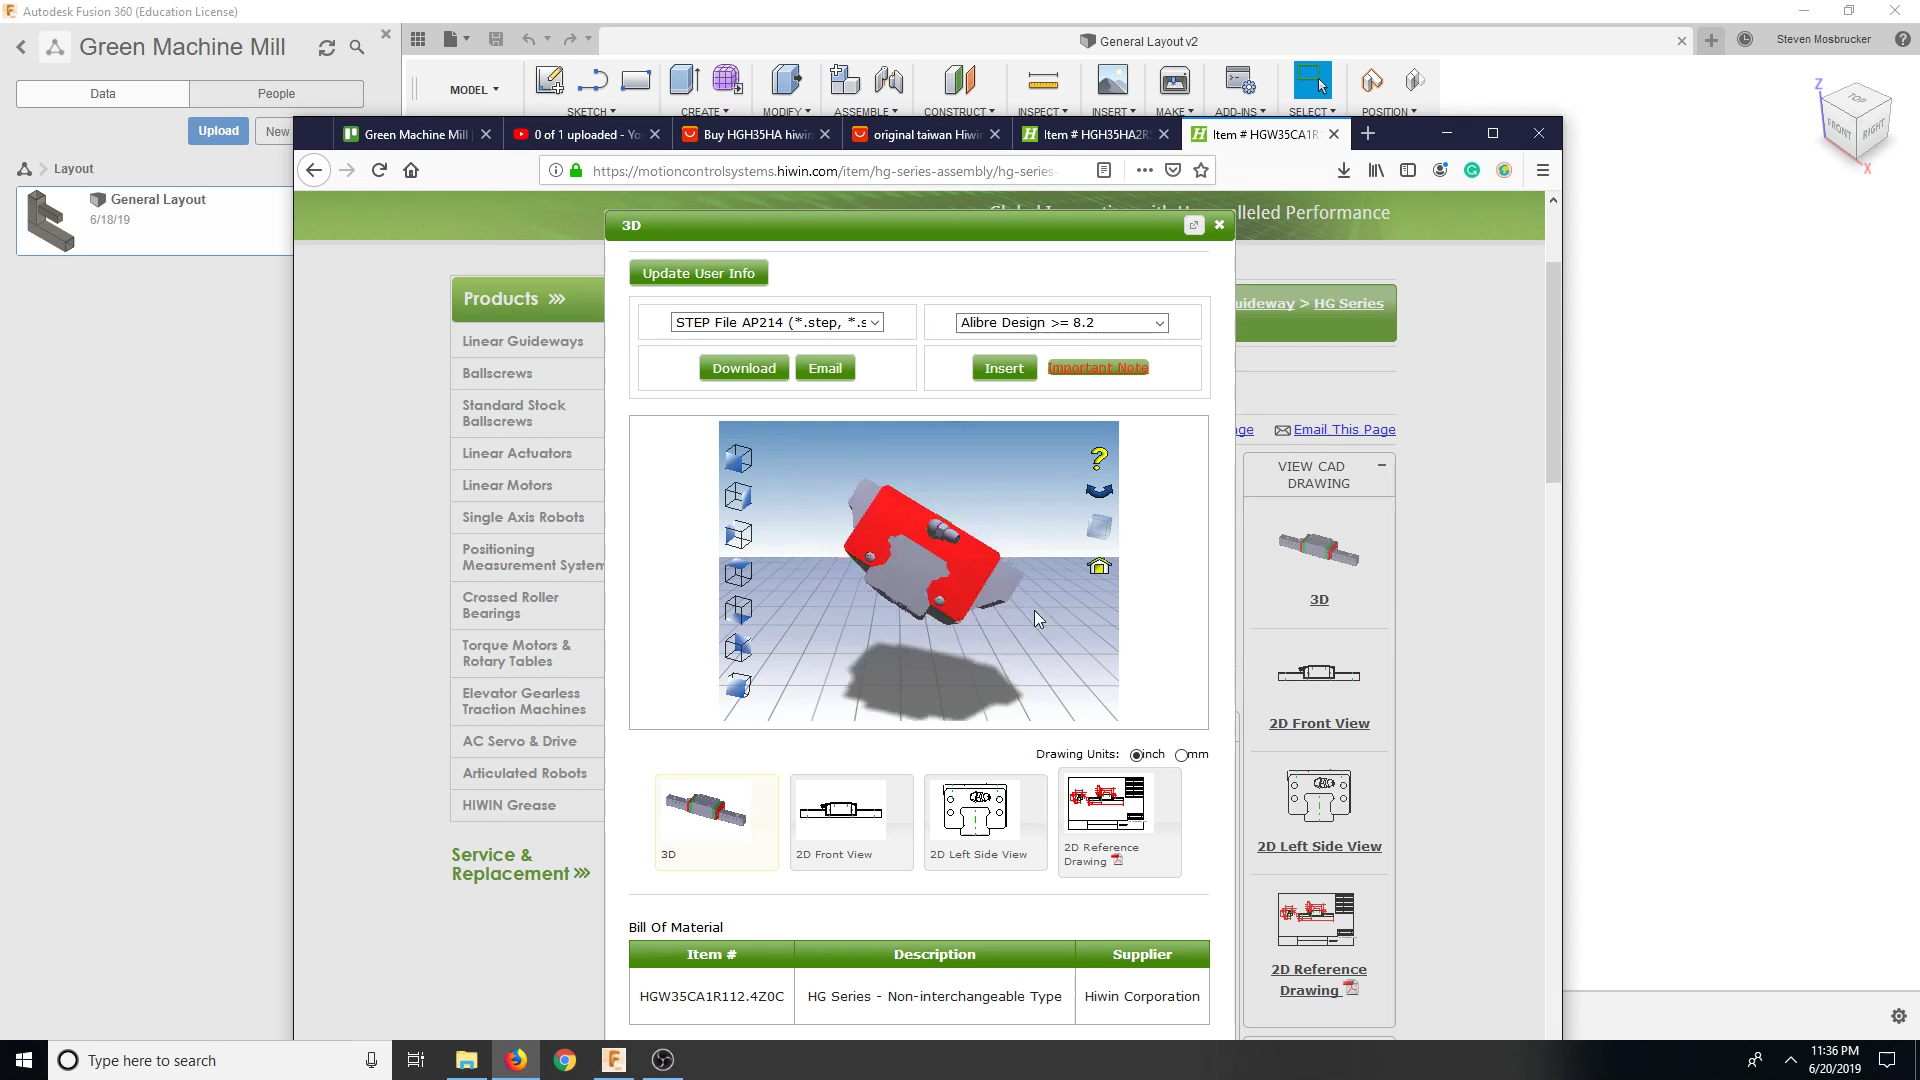 Autodesk Fusion 360 (Education License)
Green Machine Mill
General Layout v2
Steven Mosbrucker
Data
People
MODEL
SKETCH
CREATE
MODIFY
ASSEMBLE
CONSTRUCT
INSPECT
INSERT
MAKE
ADD-INS
SELECT
POSITION
TOP
FRONT
RIGHT
Z
X
Upload
New
Layout
General Layout
6/18/19
Green Machine Mill
0 of 1 uploaded - Yo
Buy HGH35HA hiwin
original taiwan Hiwin
Item # HGH35HA2R
Item # HGW35CA1R1
https://motioncontrolsystems.hiwin.com/item/hg-series-assembly/hg-series-
lleled Performance
3D
Update User Info
STEP File AP214 (*.step, *.s
Alibre Design >= 8.2
Download
Email
Insert
Important Note
Products
Linear Guideways
Ballscrews
Standard Stock
Ballscrews
Linear Actuators
Linear Motors
Single Axis Robots
Positioning
Measurement System
Crossed Roller
Bearings
Torque Motors &
Rotary Tables
Elevator Gearless
Traction Machines
AC Servo & Drive
Articulated Robots
HIWIN Grease
Service &
Replacement
uideway > HG Series
ge
Email This Page
VIEW CAD
DRAWING
3D
2D Front View
2D Left Side View
2D Reference
Drawing
Drawing Units: inch mm
3D
2D Front View
2D Left Side View
2D Reference
Drawing
Bill Of Material
Item #
Description
Supplier
HGW35CA1R112.4Z0C
HG Series - Non-interchangeable Type
Hiwin Corporation
Type here to search
11:36 PM
6/20/2019